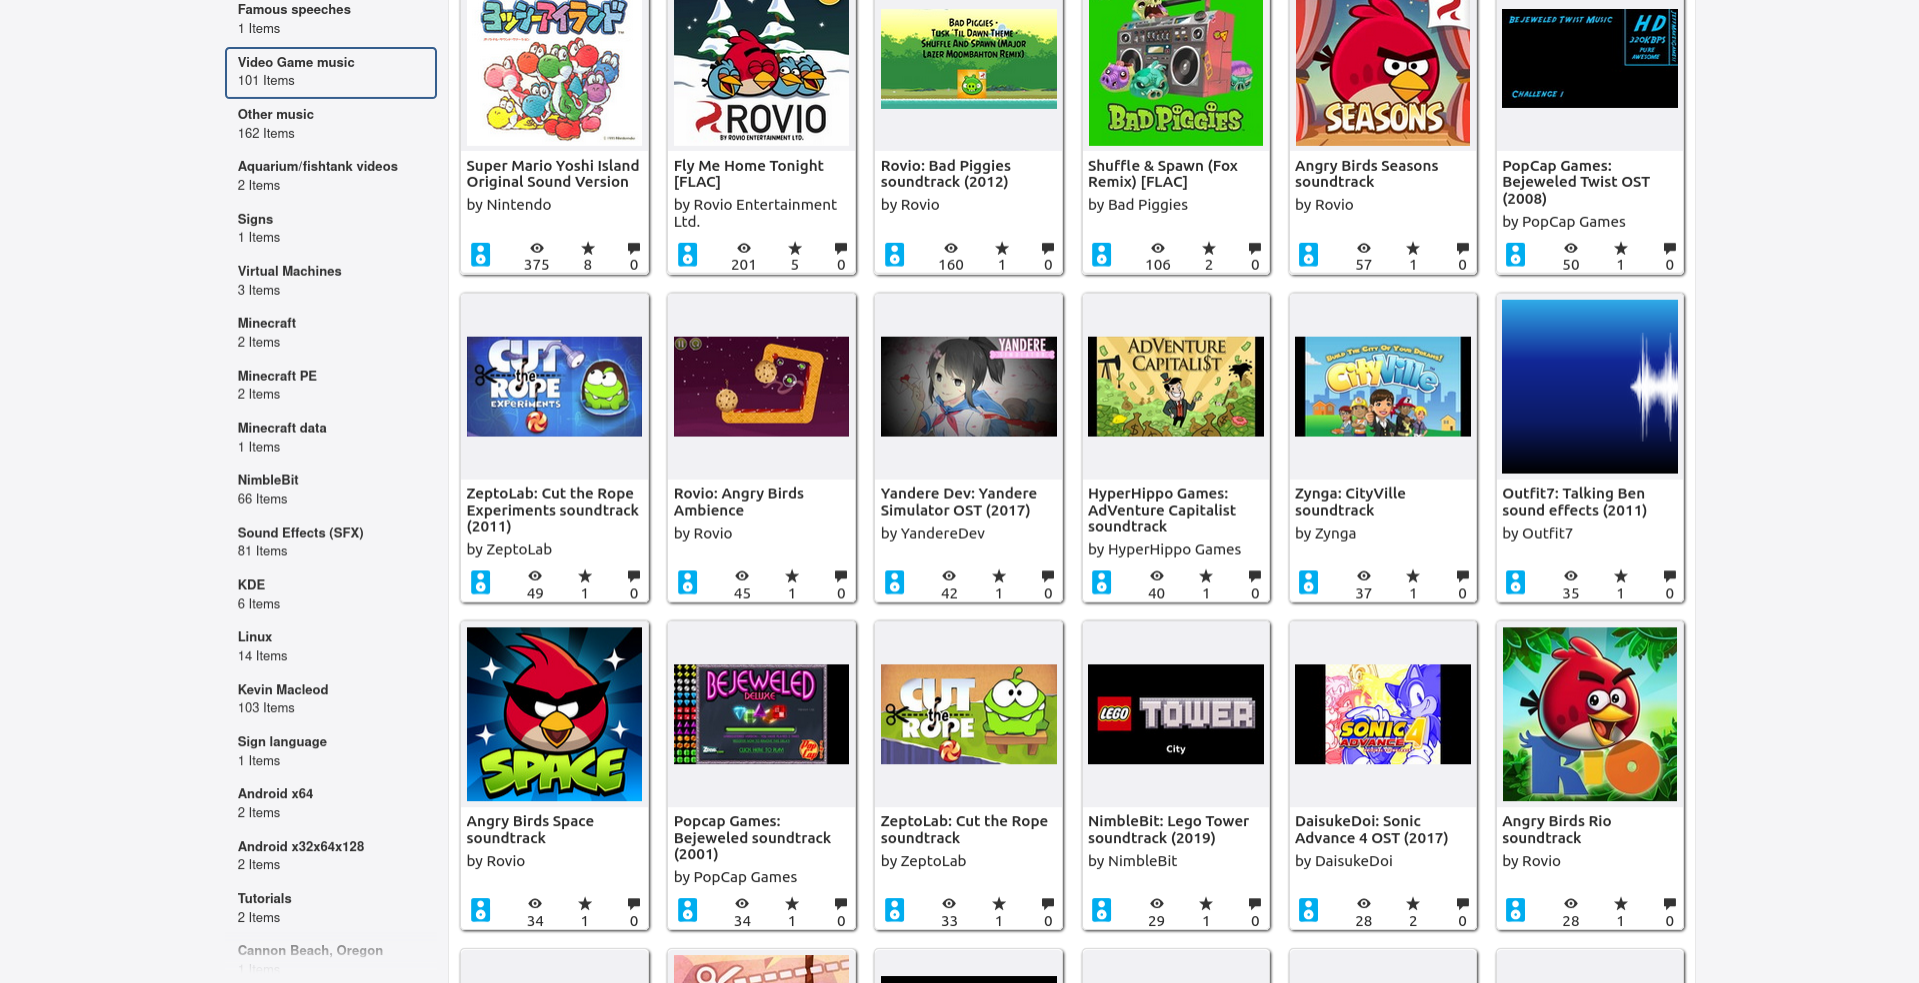 Famous speeches
1 Items
Video Game music
101 Items
Other music
162 Items
Aquarium/fishtank videos
2 Items
Signs
1 Items
Virtual Machines
3 Items
Minecraft
2 Items
Minecraft PE
2 Items
Minecraft data
1 Items
NimbleBit
66 Items
Sound Effects (SFX)
81 Items
KDE
6 Items
Linux
14 Items
Kevin Macleod
103 Items
Sign language
1 Items
Android x64
2 Items
Android x32x64x128
2 Items
Tutorials
2 Items
Cannon Beach, Oregon
1 Items
ヨッシーアイランド
Super Mario Yoshi Island
Original Sound Version
by Nintendo
375 8 0
ROVIO
BY ROVIO ENTERTAINMENT LTD.
Fly Me Home Tonight
[FLAC]
by Rovio Entertainment
Ltd.
201 5 0
BAD PIGGIES -
TUSK 'TIL DAWN THEME
SHUFFLE AND SPAWN (MAJOR
LAZER MOOMBAHTON REMIX)
Rovio: Bad Piggies
soundtrack (2012)
by Rovio
160 1 0
BAD PIGGIES
Shuffle & Spawn (Fox
Remix) [FLAC]
by Bad Piggies
106 2 0
SEASONS
Angry Birds Seasons
soundtrack
by Rovio
57 1 0
BEJEWELED TWIST MUSIC
HD
320KBPS
PURE
AWESOME
CHALLENGE 1
PopCap Games:
Bejeweled Twist OST
(2008)
by PopCap Games
50 1 0
CUT
the
ROPE
EXPERIMENTS
ZeptoLab: Cut the Rope
Experiments soundtrack
(2011)
by ZeptoLab
49 1 0
Rovio: Angry Birds
Ambience
by Rovio
45 1 0
YANDERE
Yandere Dev: Yandere
Simulator OST (2017)
by YandereDev
42 1 0
ADVENTURE
CAPITALI$T
HyperHippo Games:
AdVenture Capitalist
soundtrack
by HyperHippo Games
40 1 0
BUILD THE CITY OF YOUR DREAMS!
CityVille
Zynga: CityVille
soundtrack
by Zynga
37 1 0
Outfit7: Talking Ben
sound effects (2011)
by Outfit7
35 1 0
SPACE
Angry Birds Space
soundtrack
by Rovio
34 1 0
BEJEWELED
DELUXE
CLICK HERE TO PLAY!
Popcap Games:
Bejeweled soundtrack
(2001)
by PopCap Games
34 1 0
CUT
the
ROPE
ZeptoLab: Cut the Rope
soundtrack
by ZeptoLab
33 1 0
LEGO TOWER
City
NimbleBit: Lego Tower
soundtrack (2019)
by NimbleBit
29 1 0
SONIC
ADVANCE 4
DaisukeDoi: Sonic
Advance 4 OST (2017)
by DaisukeDoi
28 2 0
RIO
Angry Birds Rio
soundtrack
by Rovio
28 1 0